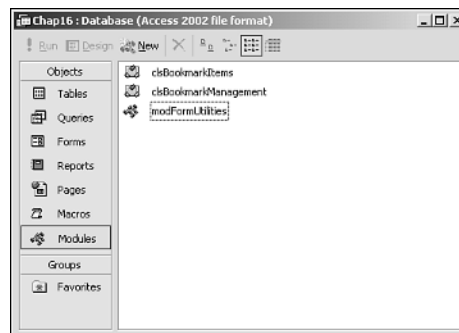 Chap16 : Database (Access 2002 file format)
Run Design New
Objects
Tables
Queries
Forms
Reports
Pages
Macros
Modules
Groups
Favorites
clsBookmarkItems
clsBookmarkManagement
modFormUtilities